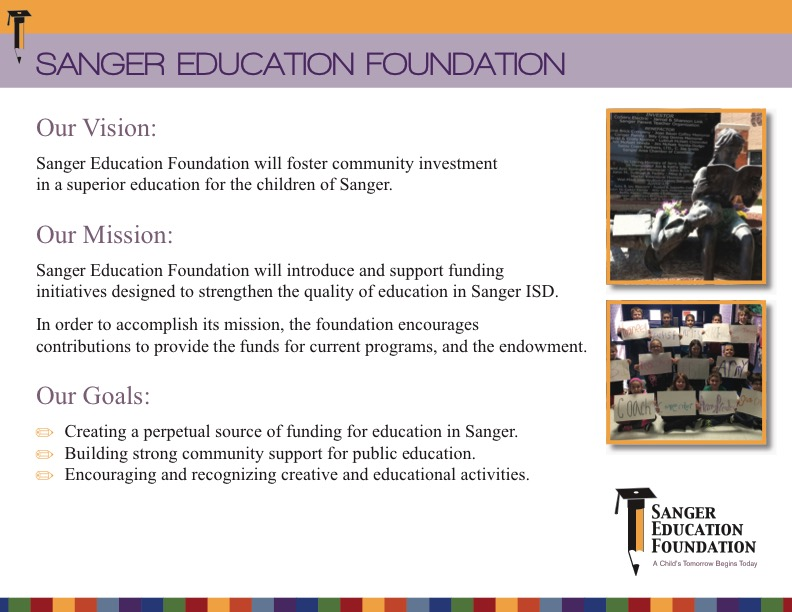 SANGER EDUCATION FOUNDATION
Our Vision:
Sanger Education Foundation will foster community investment
in a superior education for the children of Sanger.
Our Mission:
Sanger Education Foundation will introduce and support funding
initiatives designed to strengthen the quality of education in Sanger ISD.
In order to accomplish its mission, the foundation encourages
contributions to provide the funds for current programs, and the endowment.
Our Goals:
Creating a perpetual source of funding for education in Sanger.
Building strong community support for public education.
Encouraging and recognizing creative and educational activities.
INVESTOR
BENEFACTOR
Coach
SANGER
EDUCATION
FOUNDATION
A Child's Tomorrow Begins Today